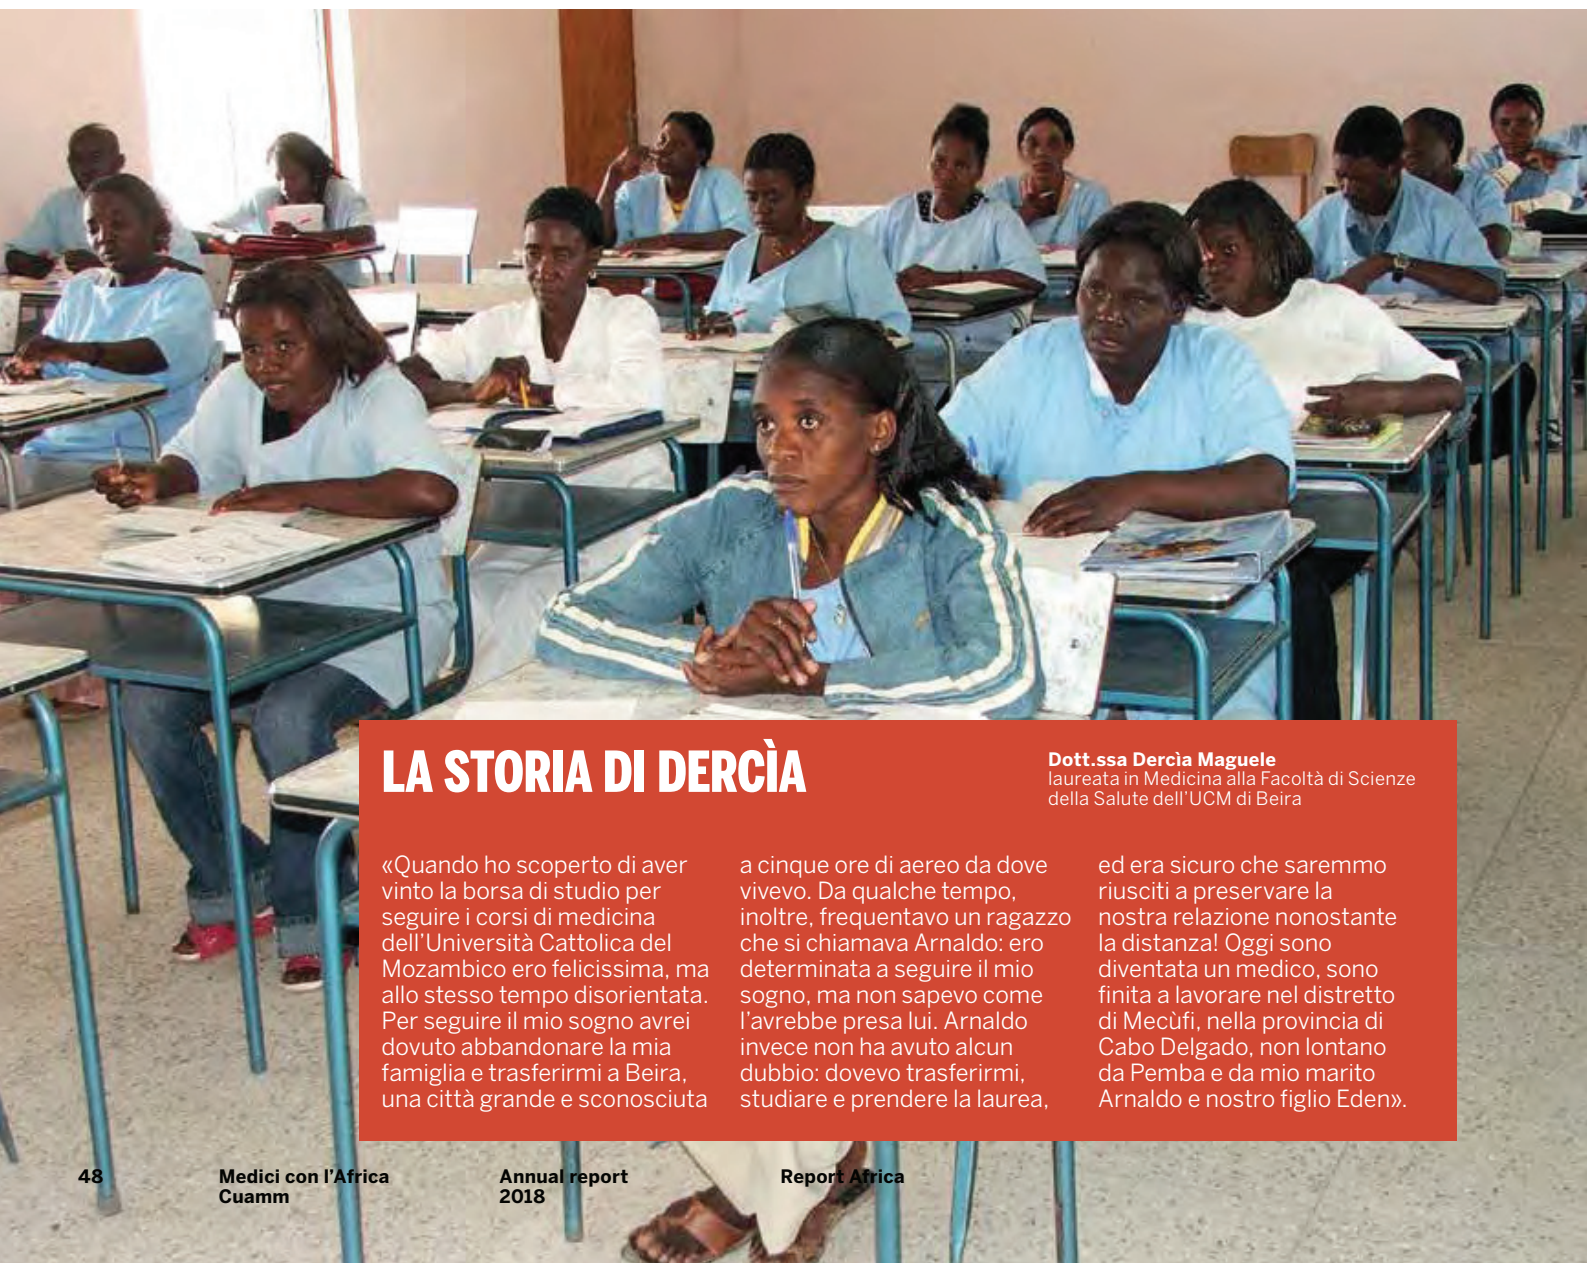 LA STORIA DI DERCÌA
Dott.ssa Dercìa Maguele
laureata in Medicina alla Facoltà di Scienze
della Salute dell'UCM di Beira
«Quando ho scoperto di aver
vinto la borsa di studio per
seguire i corsi di medicina
dell'Università Cattolica del
Mozambico ero felicissima, ma
allo stesso tempo disorientata.
Per seguire il mio sogno avrei
dovuto abbandonare la mia
famiglia e trasferirmi a Beira,
una città grande e sconosciuta
a cinque ore di aereo da dove
vivevo. Da qualche tempo,
inoltre, frequentavo un ragazzo
che si chiamava Arnaldo: ero
determinata a seguire il mio
sogno, ma non sapevo come
l'avrebbe presa lui. Arnaldo
invece non ha avuto alcun
dubbio: dovevo trasferirmi,
studiare e prendere la laurea,
ed era sicuro che saremmo
riusciti a preservare la
nostra relazione nonostante
la distanza! Oggi sono
diventata un medico, sono
finita a lavorare nel distretto
di Mecùfi, nella provincia di
Cabo Delgado, non lontano
da Pemba e da mio marito
Arnaldo e nostro figlio Eden».
48
Medici con l'Africa
Cuamm
Annual report
2018
Report Africa